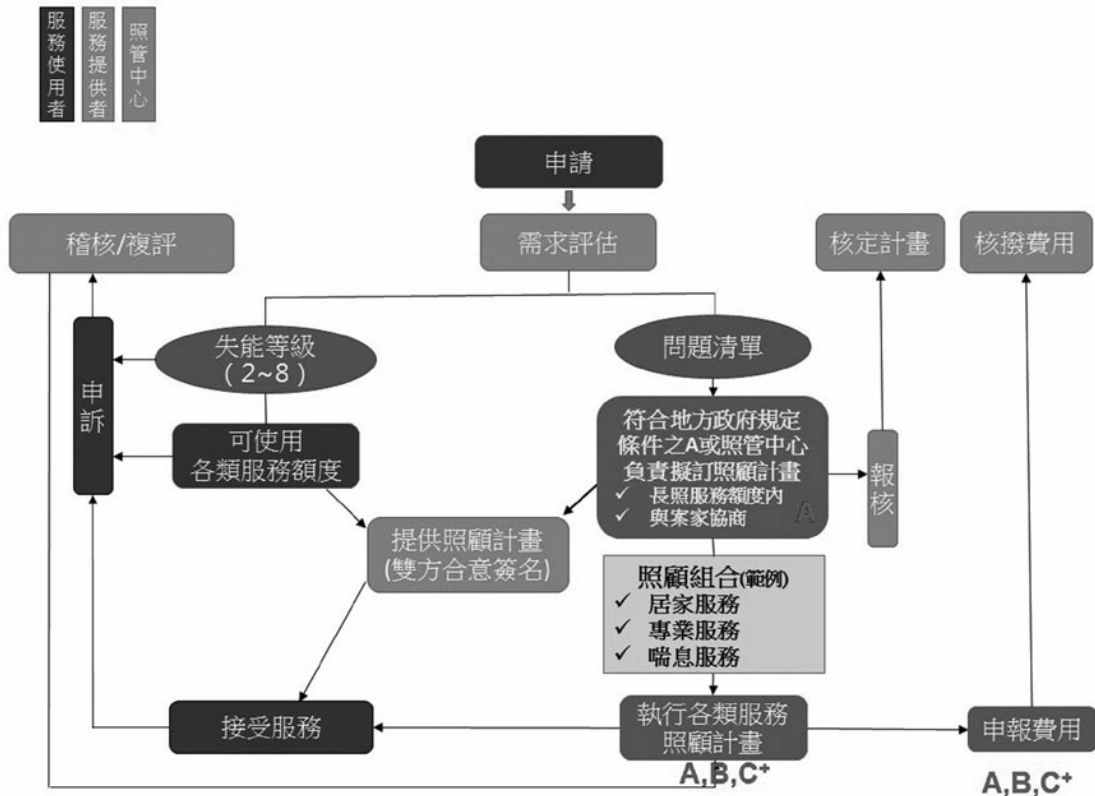 服務使用者
服務提供者
照管中心
申請
稽核/複評
需求評估
核定計畫
核撥費用
失能等級
(2~8)
問題清單
申訴
可使用
各類服務額度
符合地方政府規定
條件之A或照管中心
負責擬訂照顧計畫
✓ 長照服務額度內
✓ 與案家協商
A
報核
提供照顧計畫
(雙方合意簽名)
照顧組合(範例)
✓ 居家服務
✓ 專業服務
✓ 喘息服務
接受服務
執行各類服務
照顧計畫
A,B,C⁺
申報費用
A,B,C⁺